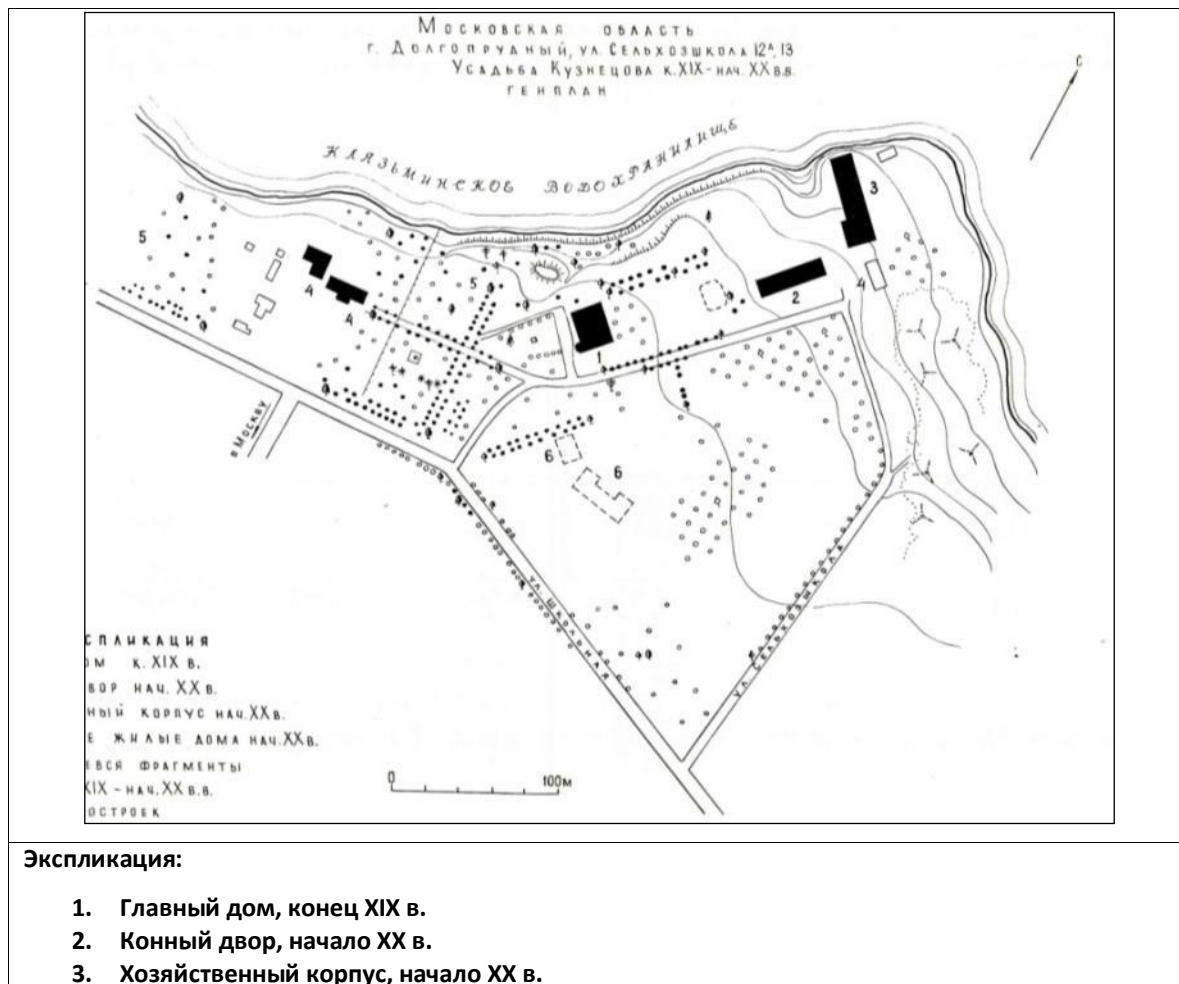 МОСКОВСКАЯ ОБЛАСТЬ
г. ДОЛГОПРУДНЫЙ, УЛ. СЕЛЬХОЗШКОЛА 12А, 13
УСАДЬБА КУЗНЕЦОВА К.XIX-НАЧ. XX В.В.
ГЕНПЛАН
С
КЛЯЗЬМИНСКОЕ ВОДОХРАНИЛИЩЕ
3
5
4
4
5
1
2
4
В МОСКВУ
6
6
УЛ. ШКОЛЬНАЯ
УЛ. СЕЛЬХОЗШКОЛА
СПЛИКАЦИЯ
ОМ К. XIX В.
ВОР НАЧ. XX В.
НЫЙ КОРПУС НАЧ. XX В.
Е ЖИЛЫЕ ДОМА НАЧ. XX В.
ЕВСЯ ФРАГМЕНТЫ
XIX - НАЧ. XX В.В.
ОСТРОЕК
0 100М
Экспликация:
1. Главный дом, конец XIX в.
2. Конный двор, начало XX в.
3. Хозяйственный корпус, начало XX в.